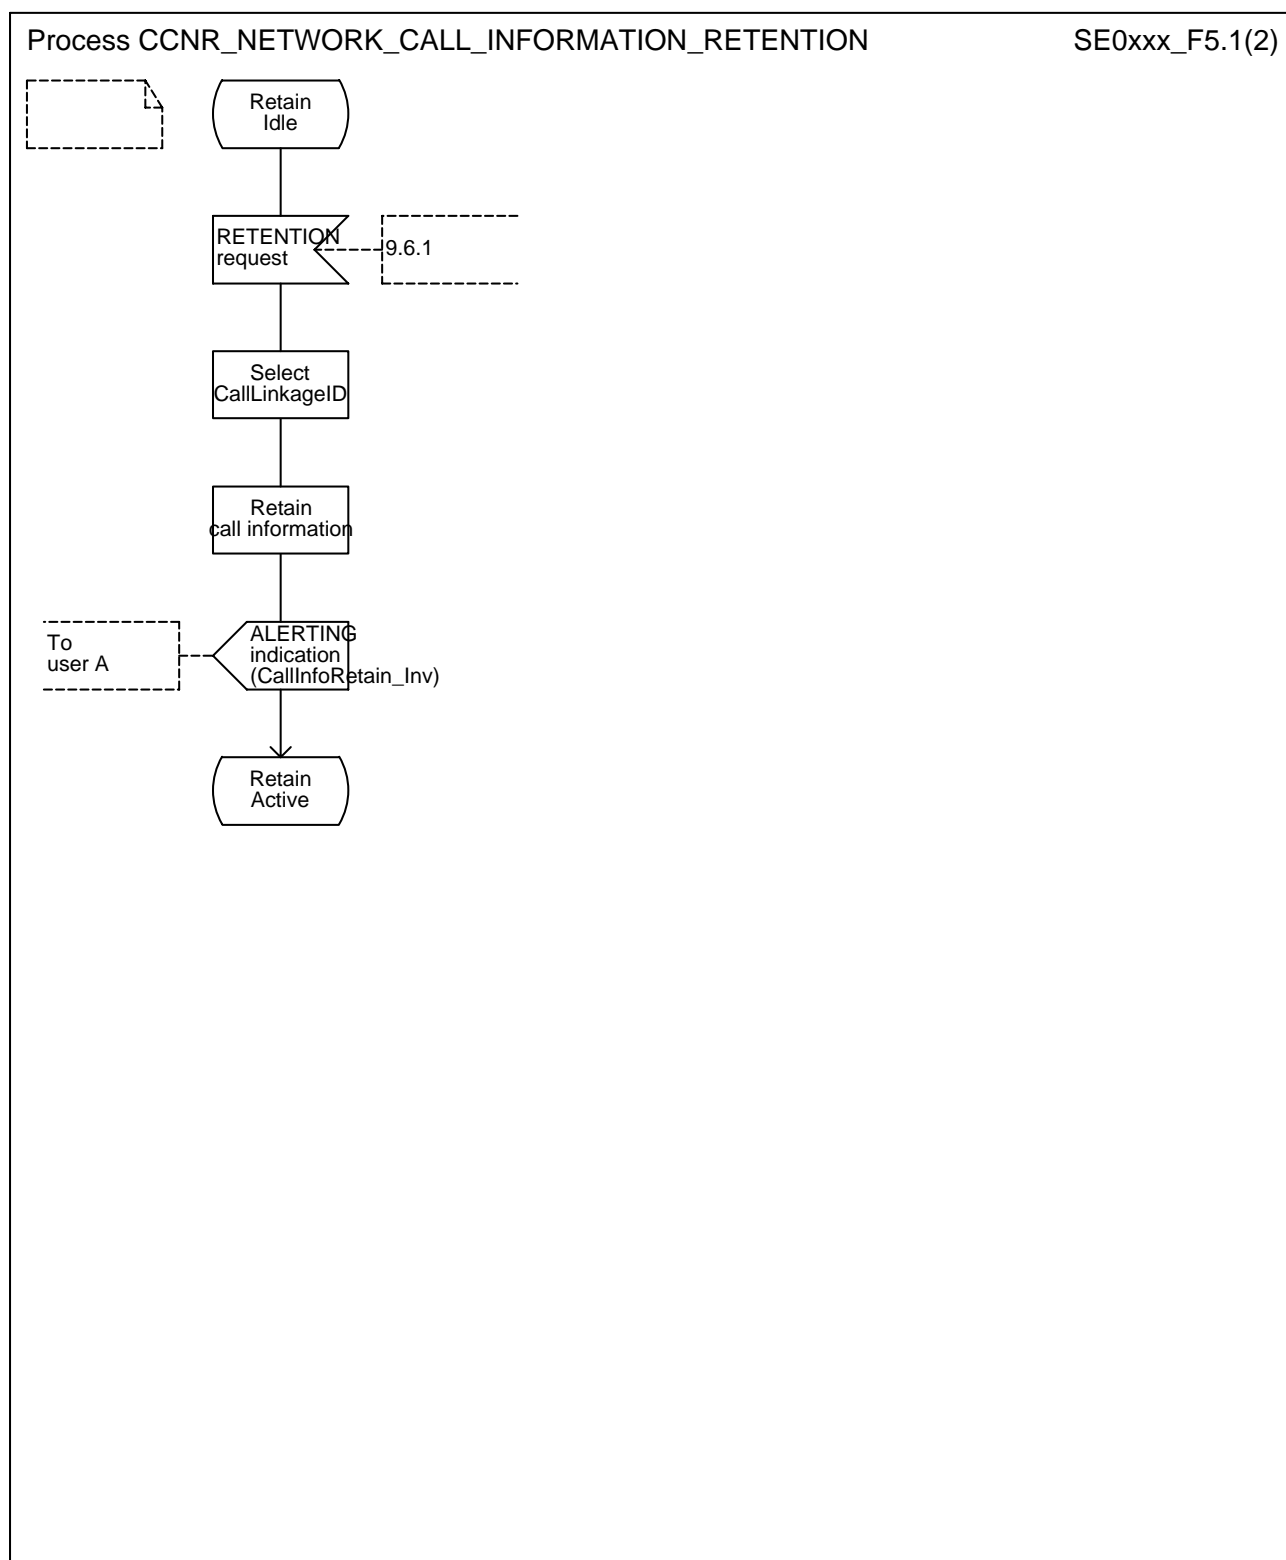 Process CCNR_NETWORK_CALL_INFORMATION_RETENTION
SE0xxx_F5.1(2)
Retain
Idle
RETENTION
request
9.6.1
Select
CallLinkageID
Retain
call information
To
user A
ALERTING
indication
(CallInfoRetain_Inv)
Retain
Active